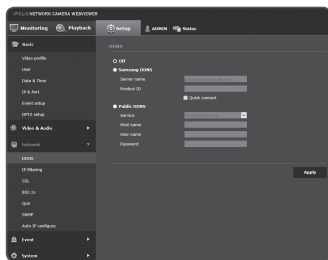 iPOLiS NETWORK CAMERA WEBVIEWER
Monitoring Playback Setup ADMIN Status
Basic
Video profile
User
Date & Time
IP & Port
Event setup
DPTZ setup
Video & Audio
Network
DDNS
IP filtering
SSL
802.1x
QoS
SNMP
Auto IP configure
Event
System
DDNS
Off
Samsung DDNS
Server name
Product ID
Quick connect
Public DDNS
Service
Host name
User name
Password
Apply